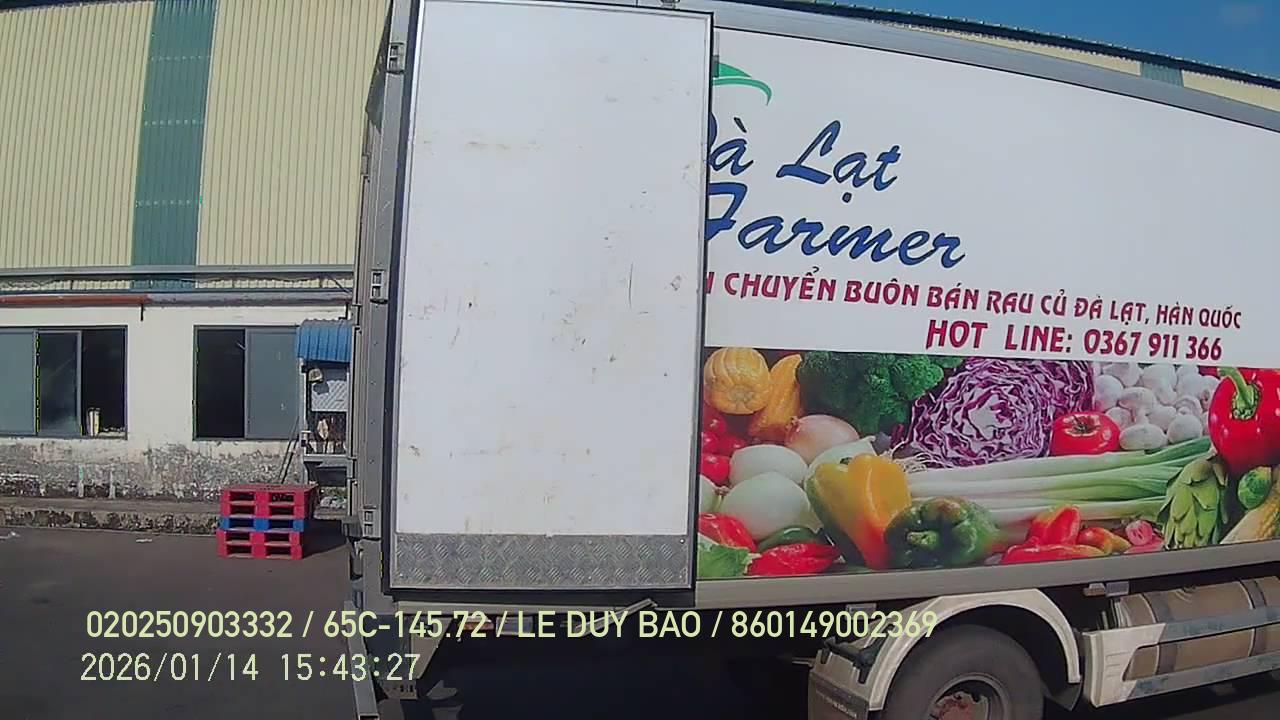 à Lạt
Farmer
CHUYỂN BUÔN BÁN RAU CỦ ĐÀ LẠT, HÀN QUỐC
HOT LINE: 0367 911 366
020250903332 / 65C-145.72 / LE DUY BAO / 860149002369
2026/01/14 15:43:27